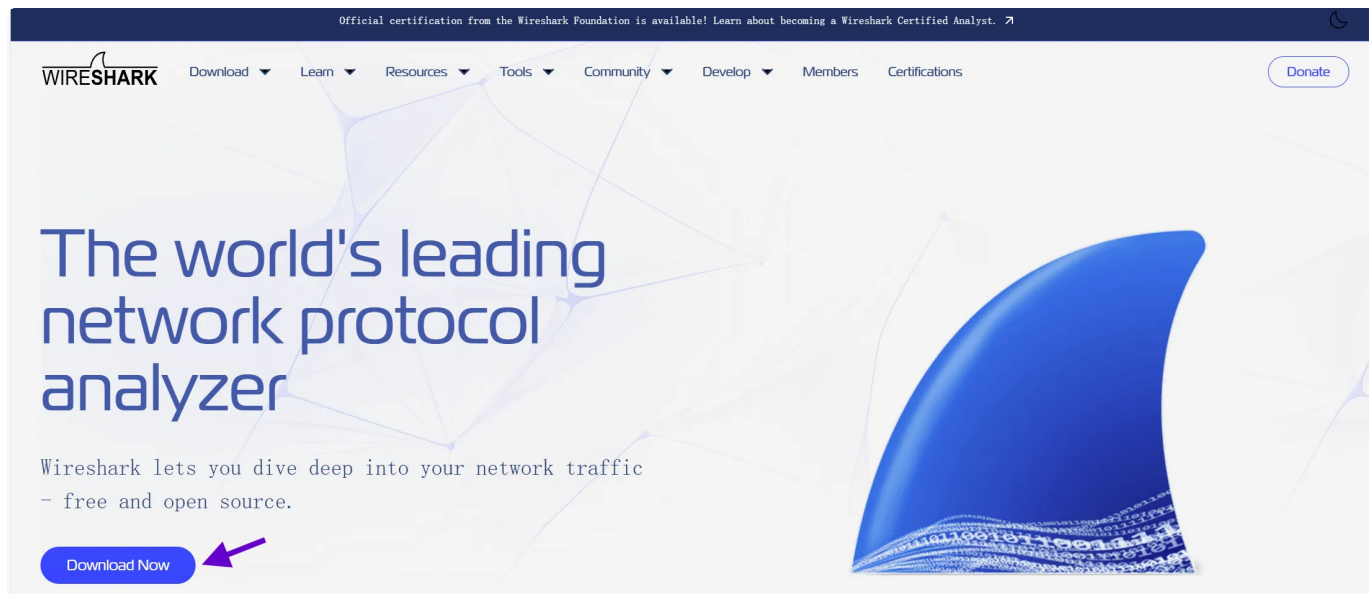 Official certification from the Wireshark Foundation is available! Learn about becoming a Wireshark Certified Analyst.
WIRESHARK
Download
Learn
Resources
Tools
Community
Develop
Members
Certifications
Donate
The world's leading
network protocol
analyzer
Wireshark lets you dive deep into your network traffic
– free and open source.
Download Now